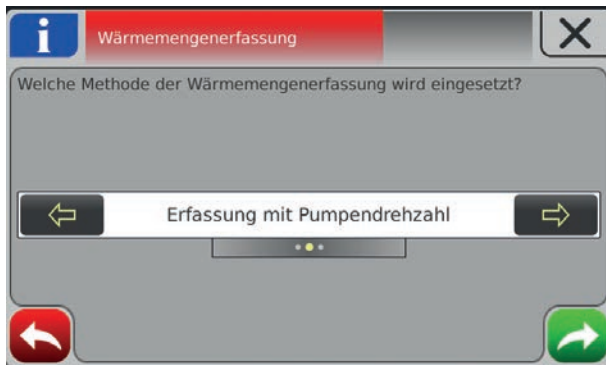 i
Wärmemengenerfassung
Welche Methode der Wärmemengenerfassung wird eingesetzt?
Erfassung mit Pumpendrehzahl